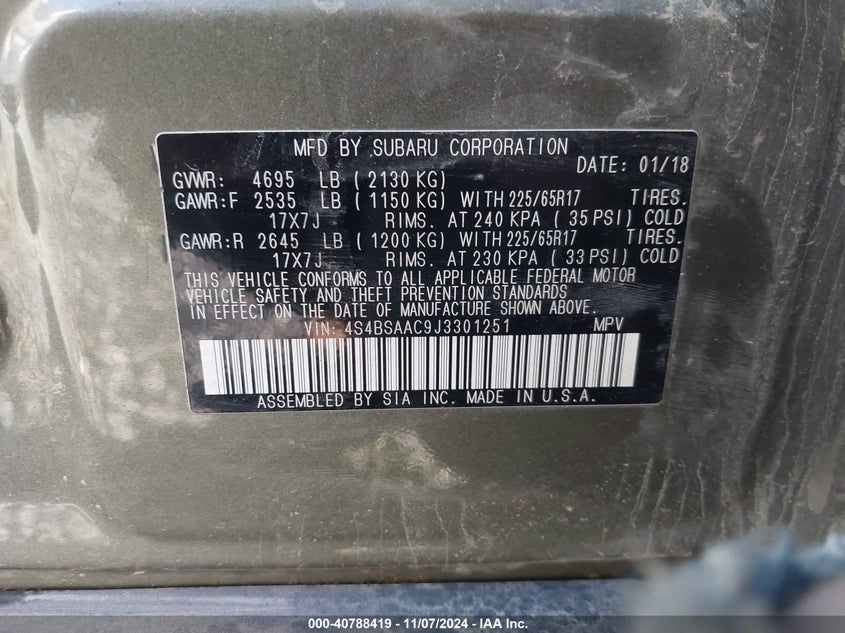 MFD BY SUBARU CORPORATION
DATE: 01/18
GVWR: 4695 LB ( 2130 KG)
GAWR:F 2535 LB ( 1150 KG) WITH 225/65R17 TIRES.
17X7J RIMS. AT 240 KPA ( 35 PSI) COLD
GAWR:R 2645 LB ( 1200 KG) WITH 225/65R17 TIRES.
17X7J RIMS. AT 230 KPA ( 33 PSI) COLD
THIS VEHICLE CONFORMS TO ALL APPLICABLE FEDERAL MOTOR
VEHICLE SAFETY AND THEFT PREVENTION STANDARDS
IN EFFECT ON THE DATE OF MANUFACTURE SHOWN ABOVE.
VIN: 4S4BSAAC9J3301251 MPV
ASSEMBLED BY SIA INC. MADE IN U.S.A.
000-40788419 - 11/07/2024 - IAA Inc.